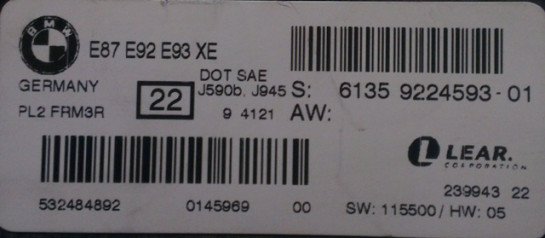 BMW
E87 E92 E93 XE
GERMANY
PL2 FRM3R
22
DOT SAE
J590b, J945
9 4121
S: 6135 9224593-01
AW:
LEAR.
CORPORATION
239943 22
532484892 0145969 00
SW: 115500 / HW: 05